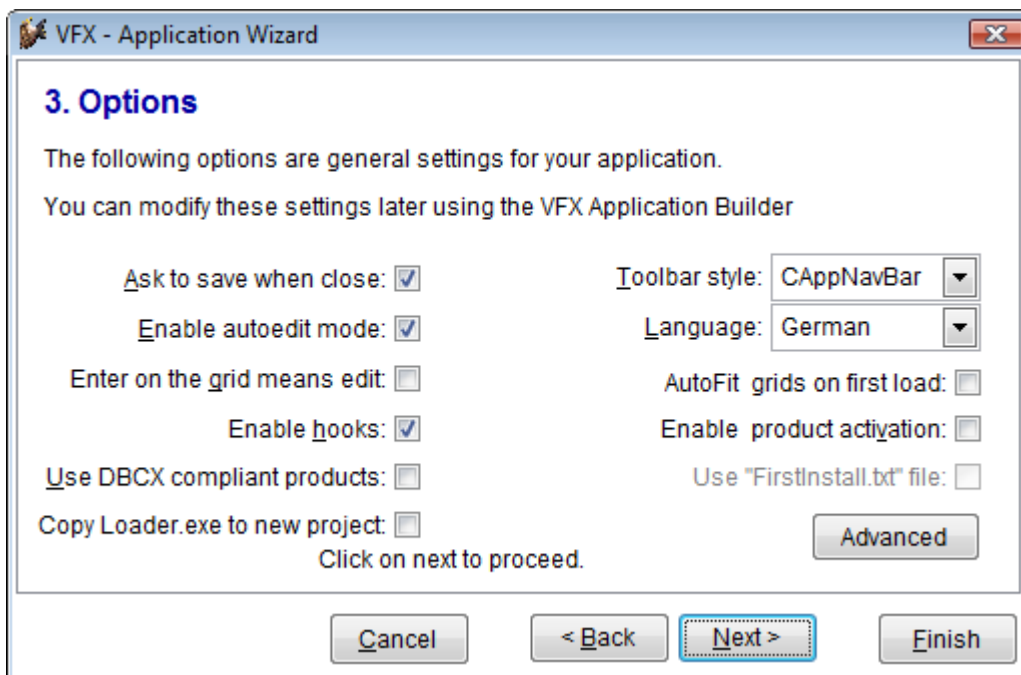 VFX - Application Wizard
3. Options
The following options are general settings for your application.
You can modify these settings later using the VFX Application Builder
Ask to save when close:
Toolbar style: CAppNavBar
Enable autoedit mode:
Language: German
Enter on the grid means edit:
AutoFit grids on first load:
Enable hooks:
Enable product activation:
Use DBCX compliant products:
Use "FirstInstall.txt" file:
Copy Loader.exe to new project:
Advanced
Click on next to proceed.
Cancel
< Back
Next >
Finish